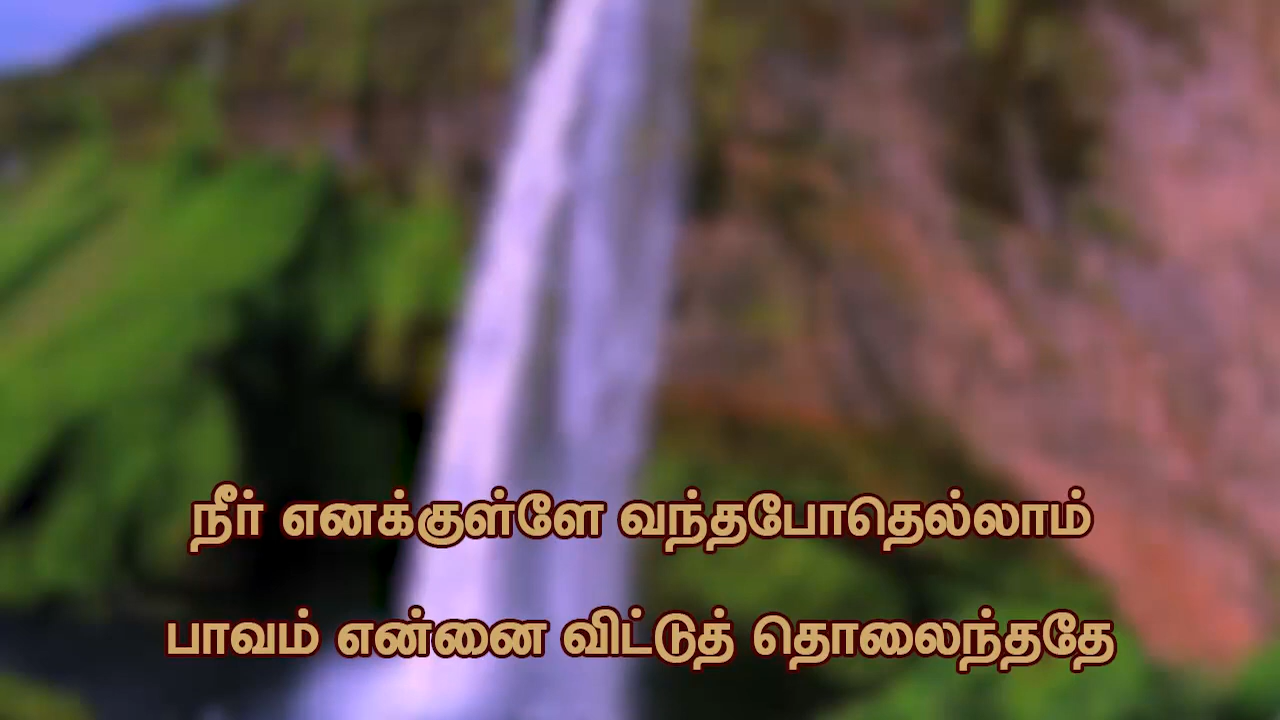 நீர் எனக்குள்ளே வந்தபோதெல்லாம்
பாவம் என்னை விட்டுத் தொலைந்ததே